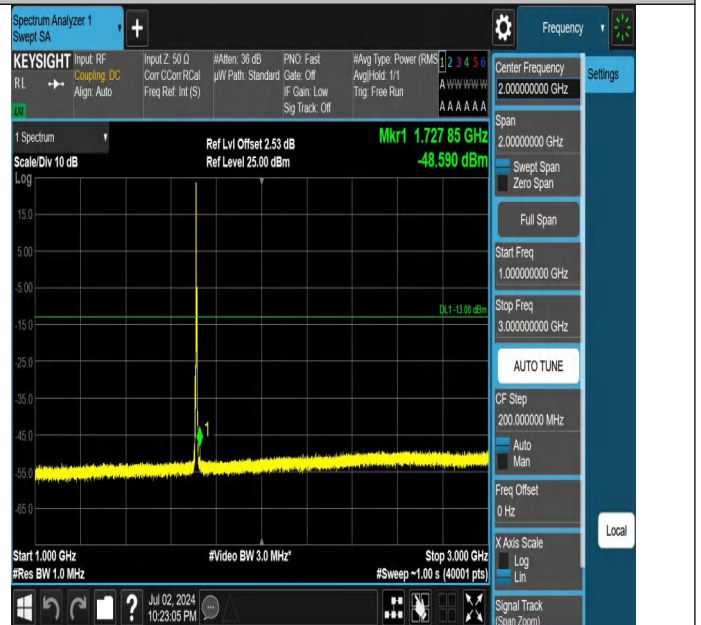 Spectrum Analyzer 1
Swept SA
+
Frequency
KEYSIGHT
RL
LXI
Input: RF
Coupling: DC
Align: Auto
Input Z: 50 Ω
Corr CCorr RCal
Freq Ref: Int (S)
#Atten: 36 dB
µW Path: Standard
PNO: Fast
Gate: Off
IF Gain: Low
Sig Track: Off
#Avg Type: Power (RMS
Avg|Hold: 1/1
Trig: Free Run
1 2 3 4 5 6
A W W W W W
A A A A A A
1 Spectrum
Scale/Div 10 dB
Log
Ref Lvl Offset 2.53 dB
Ref Level 25.00 dBm
Mkr1 1.727 85 GHz
-48.590 dBm
15.0
5.00
-5.00
-15.0
-25.0
-35.0
-45.0
-55.0
-65.0
DL1 -13.00 dBm
1
Start 1.000 GHz
#Res BW 1.0 MHz
#Video BW 3.0 MHz*
Stop 3.000 GHz
#Sweep ~1.00 s (40001 pts)
Center Frequency
2.00000000 GHz
Settings
Span
2.00000000 GHz
Swept Span
Zero Span
Full Span
Start Freq
1.000000000 GHz
Stop Freq
3.000000000 GHz
AUTO TUNE
CF Step
200.000000 MHz
Auto
Man
Freq Offset
0 Hz
X Axis Scale
Log
Lin
Local
Signal Track
(Span Zoom)
?
Jul 02, 2024
10:23:05 PM